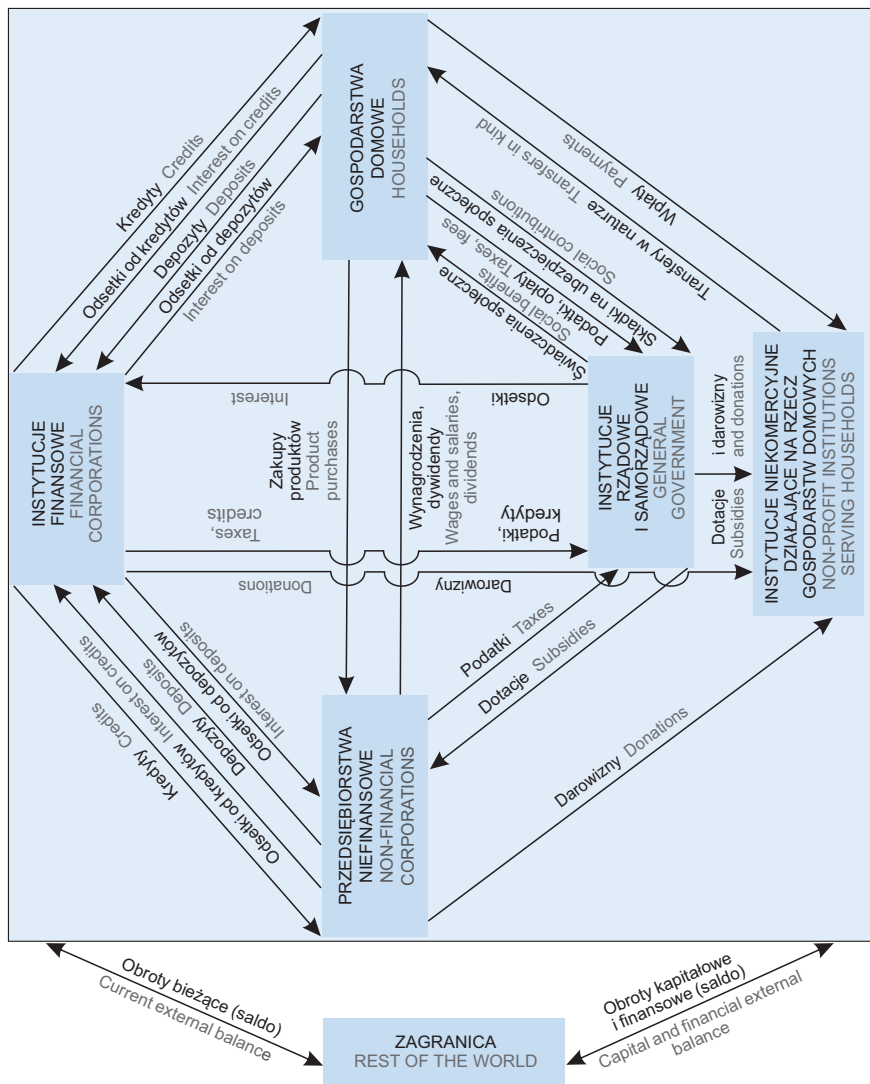 GOSPODARSTWA
DOMOWE
HOUSEHOLDS
Kredyty Credits
Odsetki od kredytów Interest on credits
Depozyty Deposits
Odsetki od depozytów
Interest on deposits
Wpłaty Payments
Transfery w naturze Transfers in kind
Składki na ubezpieczenia społeczne
Social contributions
Podatki, opłaty Taxes, fees
Świadczenia społeczne
Social benefits
INSTYTUCJE
FINANSOWE
FINANCIAL
CORPORATIONS
Odsetki
Interest
Zakupy
produktów
Product
purchases
Wynagrodzenia,
dywidendy
Wages and salaries,
dividends
Podatki,
kredyty
Taxes,
credits
Darowizny
Donations
INSTYTUCJE
RZĄDOWE
I SAMORZĄDOWE
GENERAL
GOVERNMENT
Dotacje
i darowizny
Subsidies
and donations
INSTYTUCJE NIEKOMERCYJNE
DZIAŁAJĄCE NA RZECZ
GOSPODARSTW DOMOWYCH
NON-PROFIT INSTITUTIONS
SERVING HOUSEHOLDS
Odsetki od depozytów
Interest on deposits
Depozyty Deposits
Odsetki od kredytów Interest on credits
Kredyty Credits
PRZEDSIĘBIORSTWA
NIEFINANSOWE
NON-FINANCIAL
CORPORATIONS
Podatki Taxes
Dotacje Subsidies
Darowizny Donations
Obroty bieżące (saldo)
Current external balance
ZAGRANICA
REST OF THE WORLD
Obroty kapitałowe
i finansowe (saldo)
Capital and financial external
balance